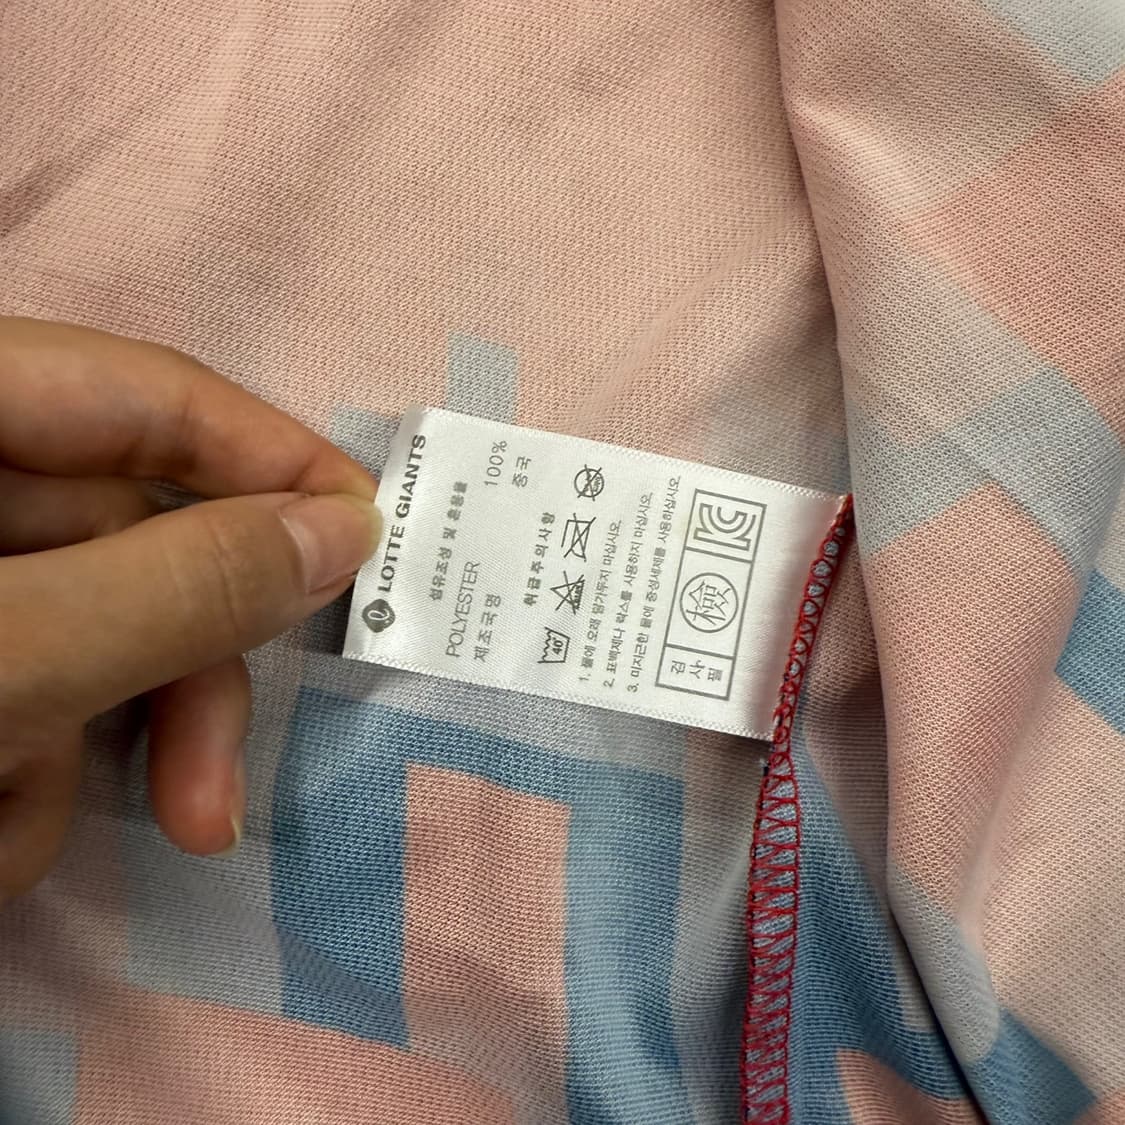 LOTTE GIANTS
섬유조성 및 혼용률
POLYESTER 100%
제조국명 중국
취급주의사항
40°
1. 물에 오래 담가두지 마십시오.
2. 표백제나 락스를 사용하지 마십시오.
3. 미지근한 물에 중성세제를 사용하십시오.
검사필
檢
KC